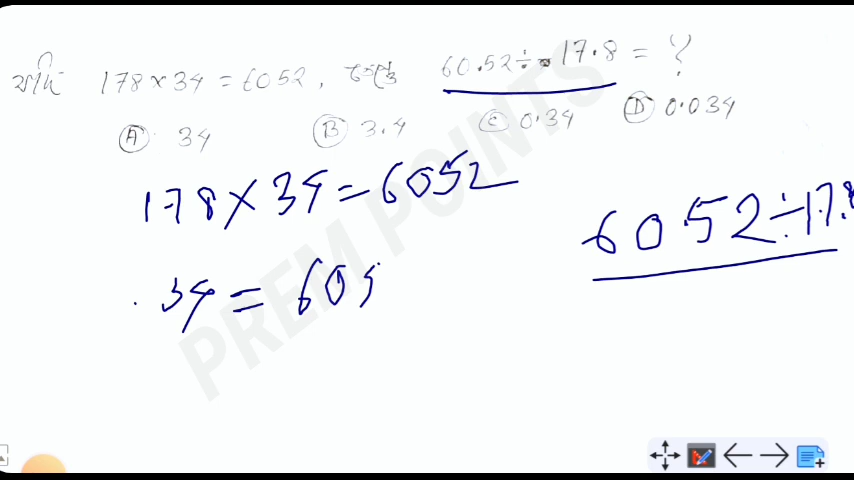 যদি 178×34 = 6052, তবে 60.52÷17.8 = ?
Ⓐ 34 Ⓑ 3.4 Ⓒ 0.34 Ⓓ 0.034
178×34=6052
60.52÷17.8
34 = 605
PREM POINTS